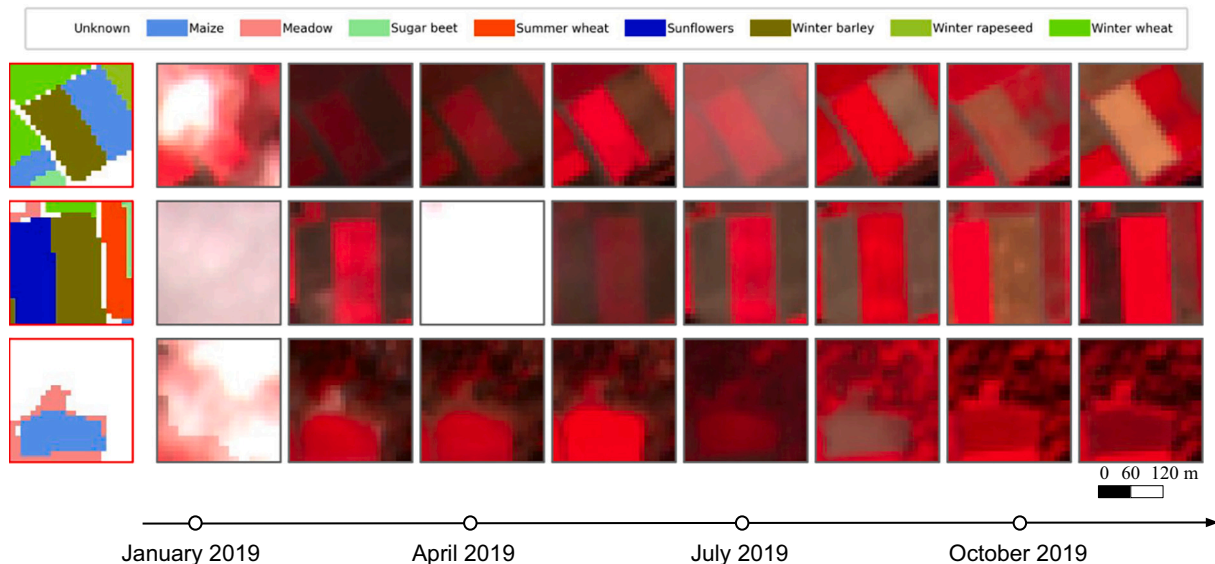 Unknown Maize Meadow Sugar beet Summer wheat Sunflowers Winter barley Winter rapeseed Winter wheat
0 60 120 m
January 2019 April 2019 July 2019 October 2019